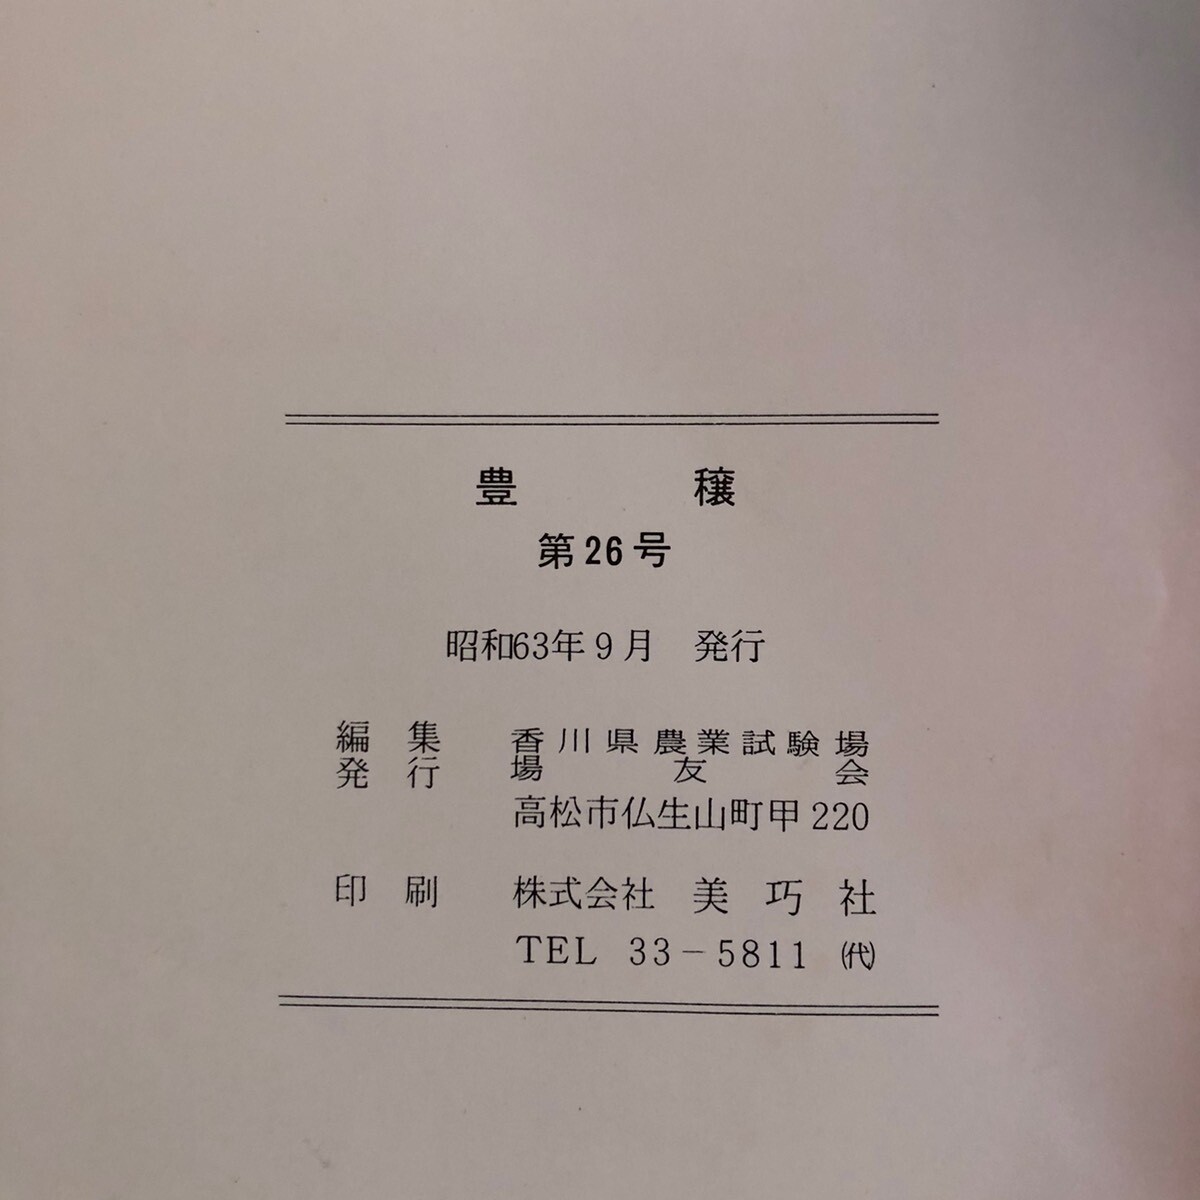 豊穣
第26号
昭和63年9月 発行
編集 香川県農業試験場
発行 場友会
高松市仏生山町甲220
印刷 株式会社 美巧社
TEL 33-5811 ㈹